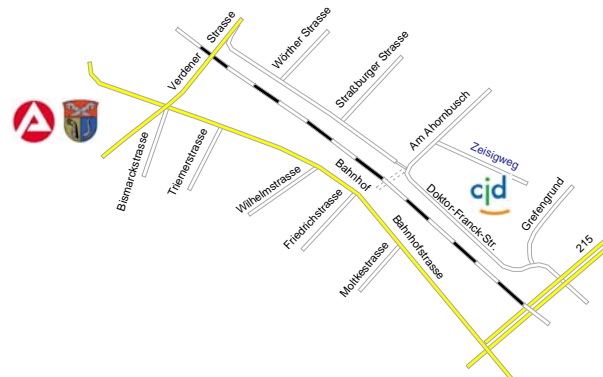 Verdener
Strasse
Wörther Strasse
Straßburger Strasse
Am Ahornbusch
Zeisigweg
Bismarckstrasse
Triemerstrasse
Wilhelmstrasse
Bahnhof
Friedrichstrasse
Bahnhofstrasse
Doktor-Franck-Str.
Grefengrund
cjd
215
Moltkestrasse